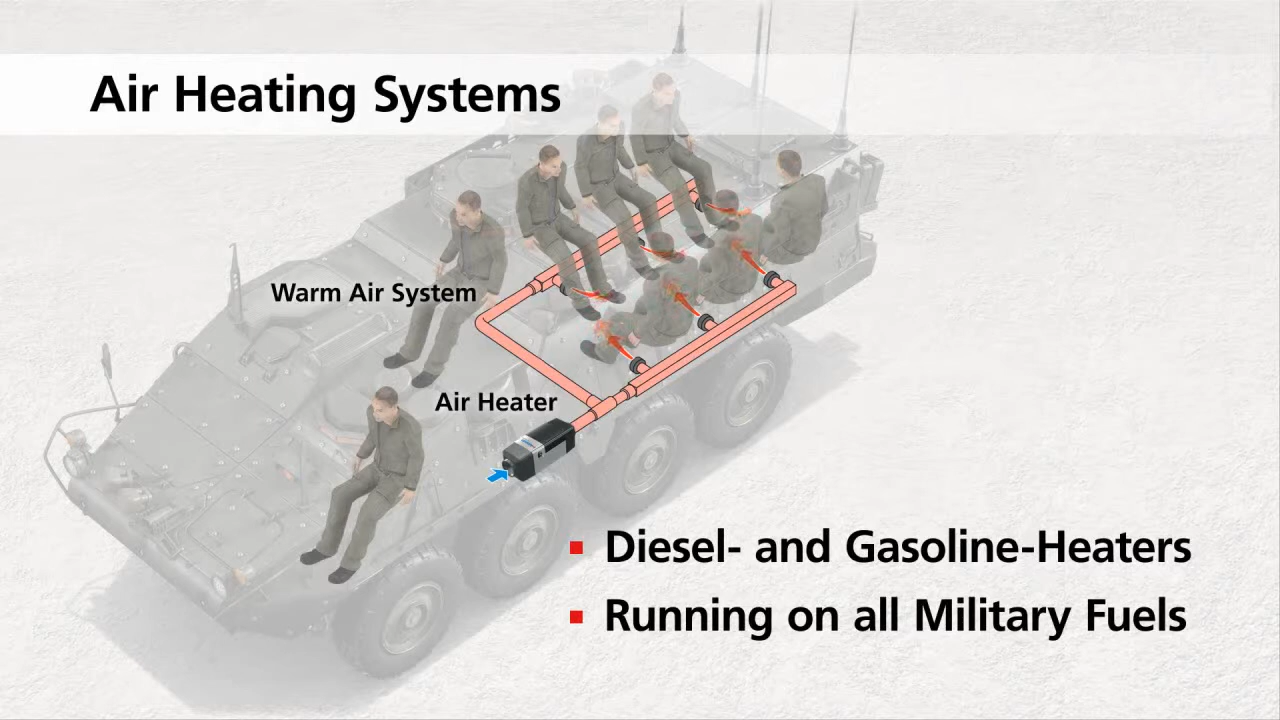 Air Heating Systems
Warm Air System
Air Heater
Diesel- and Gasoline-Heaters
Running on all Military Fuels